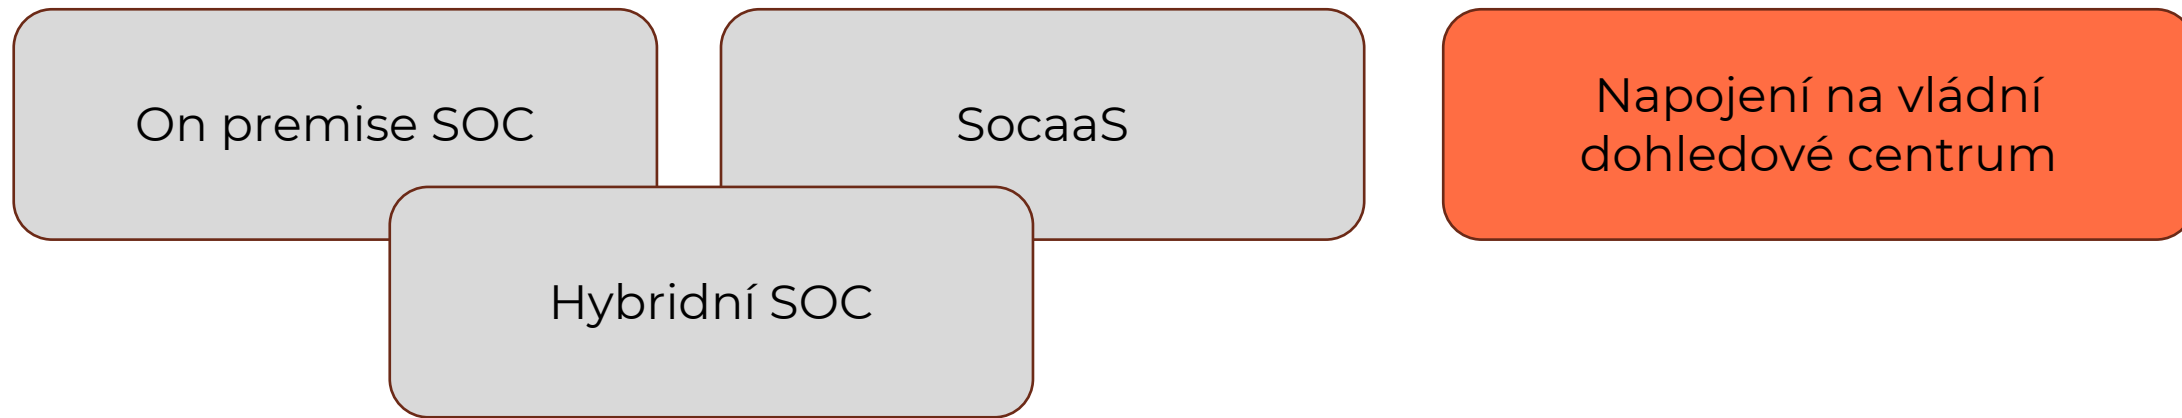 On premise SOC
SocaaS
Napojení na vládní
dohledové centrum
Hybridní SOC